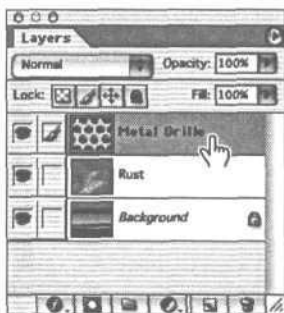 Layers
Normal Opacity: 100%
Lock: Fill: 100%
Metal Grille
Rust
Background